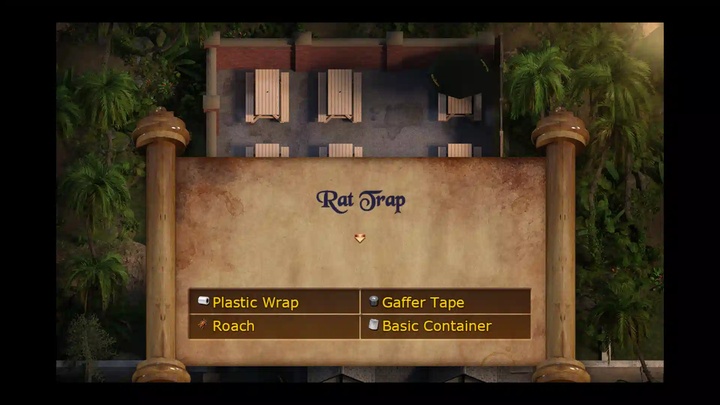 Rat Trap
Plastic Wrap
Gaffer Tape
Roach
Basic Container